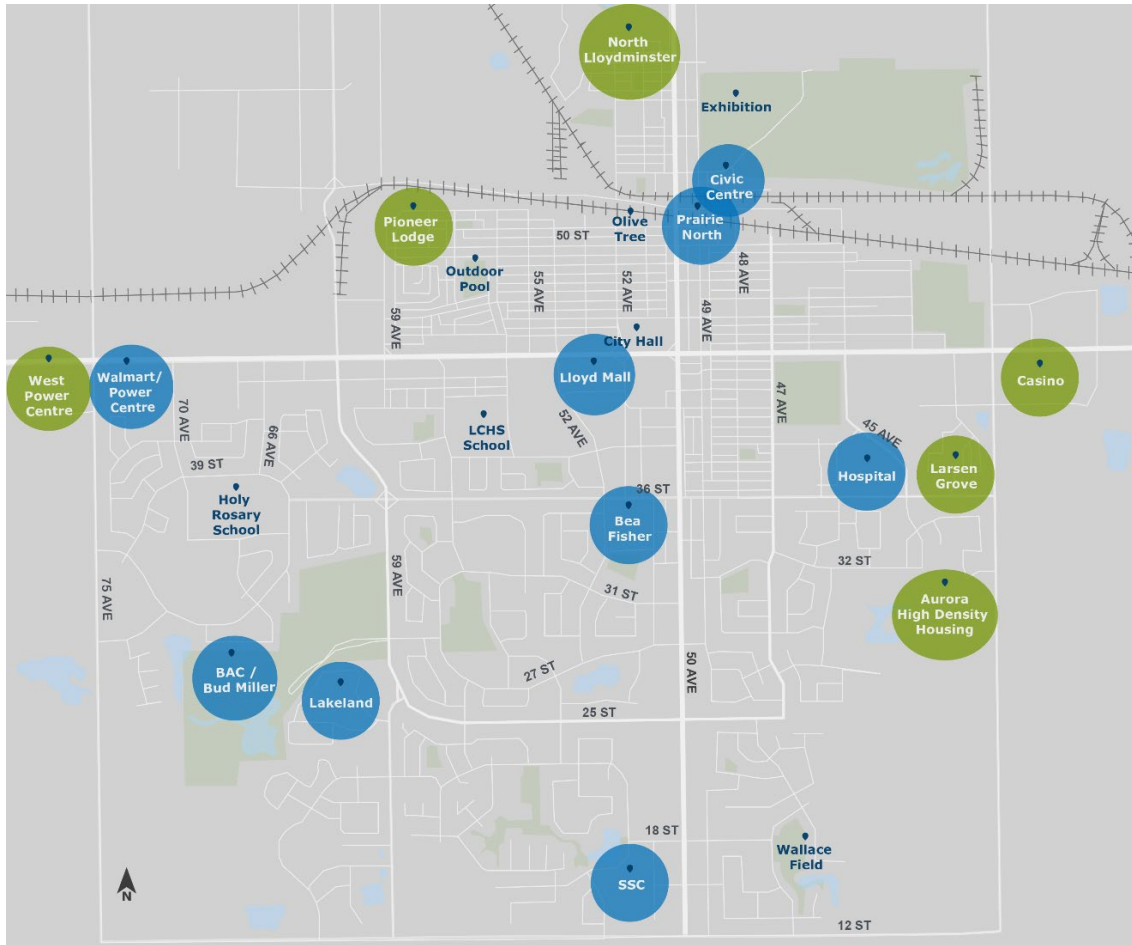 North
Lloydminster
Exhibition
Civic
Centre
Pioneer
Lodge
Olive
Tree
Prairie
North
50 ST
Outdoor
Pool
55 AVE
52 AVE
48 AVE
59 AVE
49 AVE
City Hall
West
Power
Centre
Walmart/
Power
Centre
Lloyd Mall
Casino
70 AVE
66 AVE
LCHS
School
52 AVE
47 AVE
45 AVE
39 ST
Holy
Rosary
School
Hospital
Larsen
Grove
36 ST
Bea
Fisher
32 ST
75 AVE
59 AVE
31 ST
Aurora
High Density
Housing
BAC /
Bud Miller
Lakeland
27 ST
50 AVE
25 ST
18 ST
Wallace
Field
SSC
N
12 ST